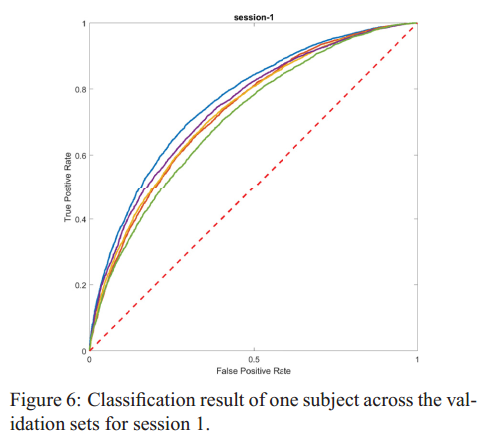 session-1
1
0.8
0.6
0.4
0.2
0
True Postive Rate
0
0.5
1
False Positive Rate
Figure 6: Classification result of one subject across the val-
idation sets for session 1.